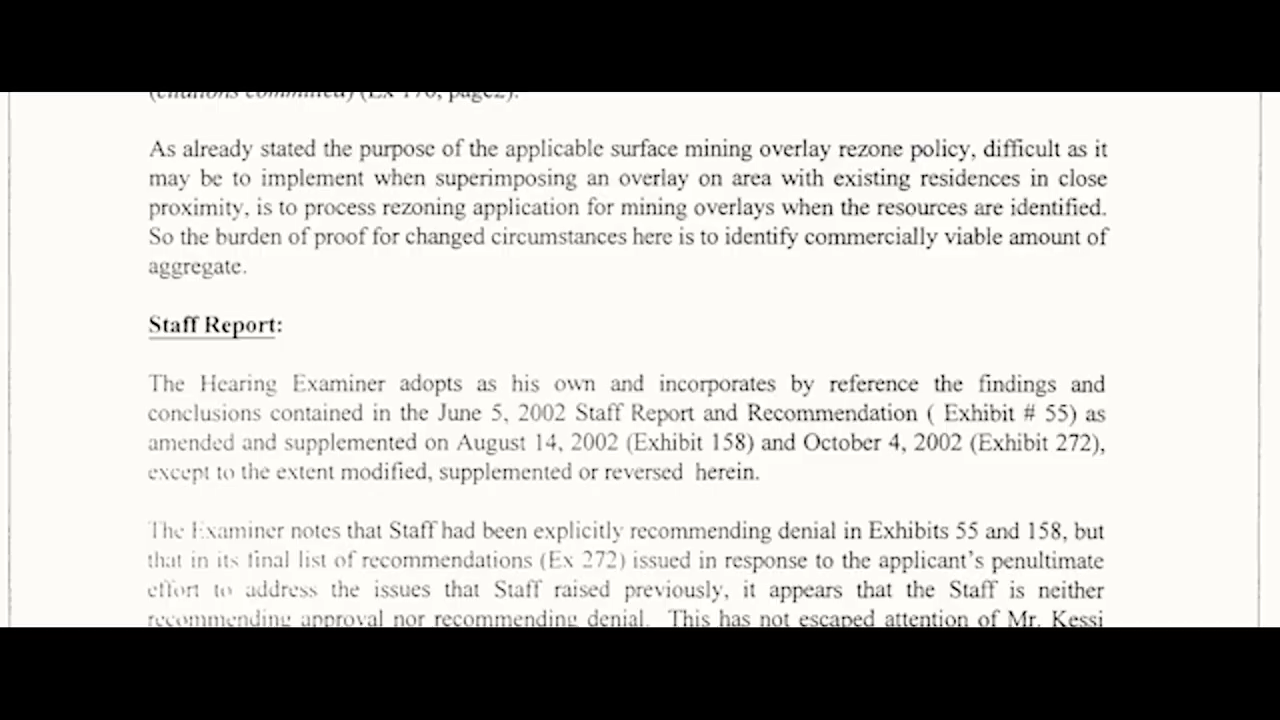 (citations committed) (Ex 176, page2).
As already stated the purpose of the applicable surface mining overlay rezone policy, difficult as it
may be to implement when superimposing an overlay on area with existing residences in close
proximity, is to process rezoning application for mining overlays when the resources are identified.
So the burden of proof for changed circumstances here is to identify commercially viable amount of
aggregate.
Staff Report:
The Hearing Examiner adopts as his own and incorporates by reference the findings and
conclusions contained in the June 5, 2002 Staff Report and Recommendation ( Exhibit # 55) as
amended and supplemented on August 14, 2002 (Exhibit 158) and October 4, 2002 (Exhibit 272),
except to the extent modified, supplemented or reversed herein.
The Examiner notes that Staff had been explicitly recommending denial in Exhibits 55 and 158, but
that in its final list of recommendations (Ex 272) issued in response to the applicant's penultimate
effort to address the issues that Staff raised previously, it appears that the Staff is neither
recommending approval nor recommending denial. This has not escaped attention of Mr. Kessi